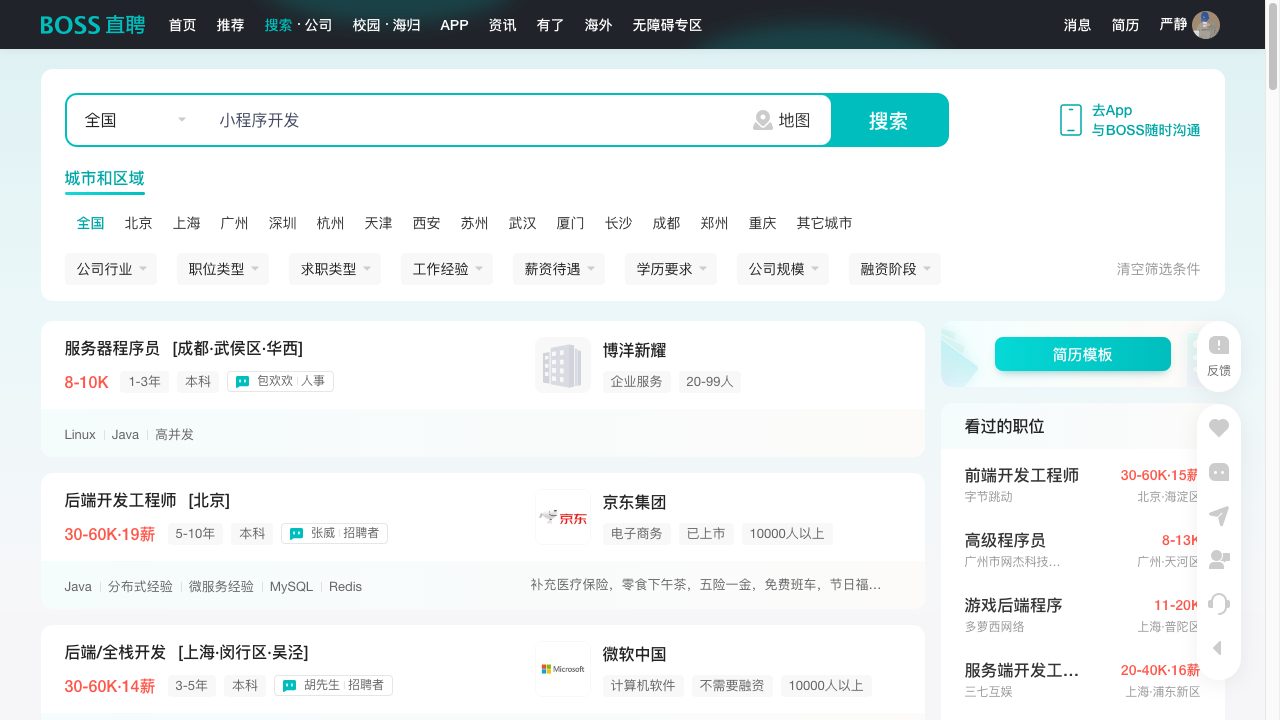 BOSS直聘 首页 推荐 搜索·公司 校园·海归 APP 资讯 有了 海外 无障碍专区 消息 简历 严静
全国 小程序开发 地图 搜索
去App
与BOSS随时沟通
城市和区域
全国 北京 上海 广州 深圳 杭州 天津 西安 苏州 武汉 厦门 长沙 成都 郑州 重庆 其它城市
公司行业 职位类型 求职类型 工作经验 薪资待遇 学历要求 公司规模 融资阶段 清空筛选条件
服务器程序员 [成都·武侯区·华西]
8-10K 1-3年 本科 包欢欢 人事
博洋新耀
企业服务 20-99人
Linux Java 高并发
后端开发工程师 [北京]
30-60K·19薪 5-10年 本科 张威 招聘者
京东
京东集团
电子商务 已上市 10000人以上
Java 分布式经验 微服务经验 MySQL Redis
补充医疗保险，零食下午茶，五险一金，免费班车，节日福...
后端/全栈开发 [上海·闵行区·吴泾]
30-60K·14薪 3-5年 本科 胡先生 招聘者
Microsoft
微软中国
计算机软件 不需要融资 10000人以上
简历模板
反馈
看过的职位
前端开发工程师 30-60K·15薪
字节跳动 北京·海淀区
高级程序员 8-13K
广州市网杰科技... 广州·天河区
游戏后端程序 11-20K
多萝西网络 上海·普陀区
服务端开发工... 20-40K·16薪
三七互娱 上海·浦东新区